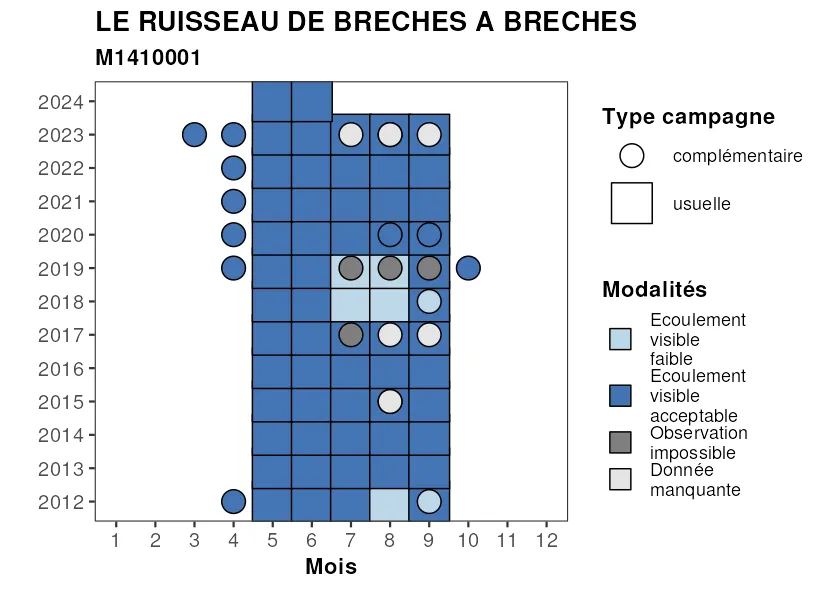 LE RUISSEAU DE BRECHES A BRECHES
M1410001
2024
2023
2022
2021
2020
2019
2018
2017
2016
2015
2014
2013
2012
1 2 3 4 5 6 7 8 9 10 11 12
Mois
Type campagne
complémentaire
usuelle
Modalités
Ecoulement
visible
faible
Ecoulement
visible
acceptable
Observation
impossible
Donnée
manquante